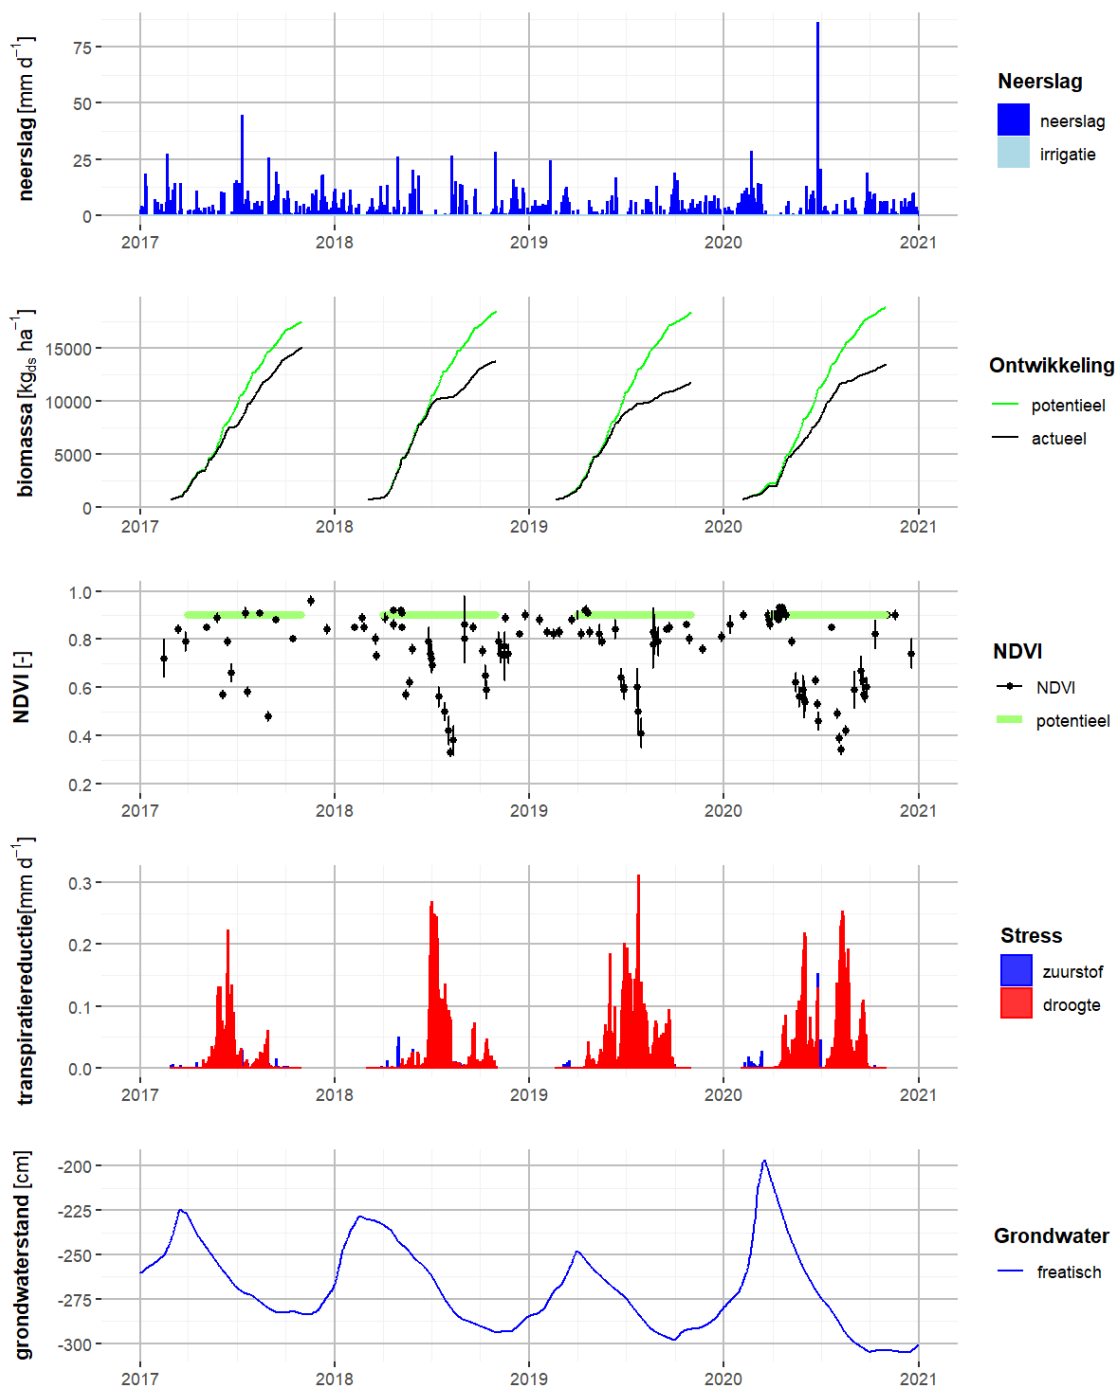 neerslag [mm d⁻¹]
75
50
25
0
2017 2018 2019 2020 2021
Neerslag
neerslag
irrigatie
biomassa [kg_ds ha⁻¹]
15000
10000
5000
0
2017 2018 2019 2020 2021
Ontwikkeling
potentieel
actueel
NDVI [-]
1.0
0.8
0.6
0.4
0.2
2017 2018 2019 2020 2021
NDVI
NDVI
potentieel
transpiratiereductie[mm d⁻¹]
0.3
0.2
0.1
0.0
2017 2018 2019 2020 2021
Stress
zuurstof
droogte
grondwaterstand [cm]
-200
-225
-250
-275
-300
2017 2018 2019 2020 2021
Grondwater
freatisch